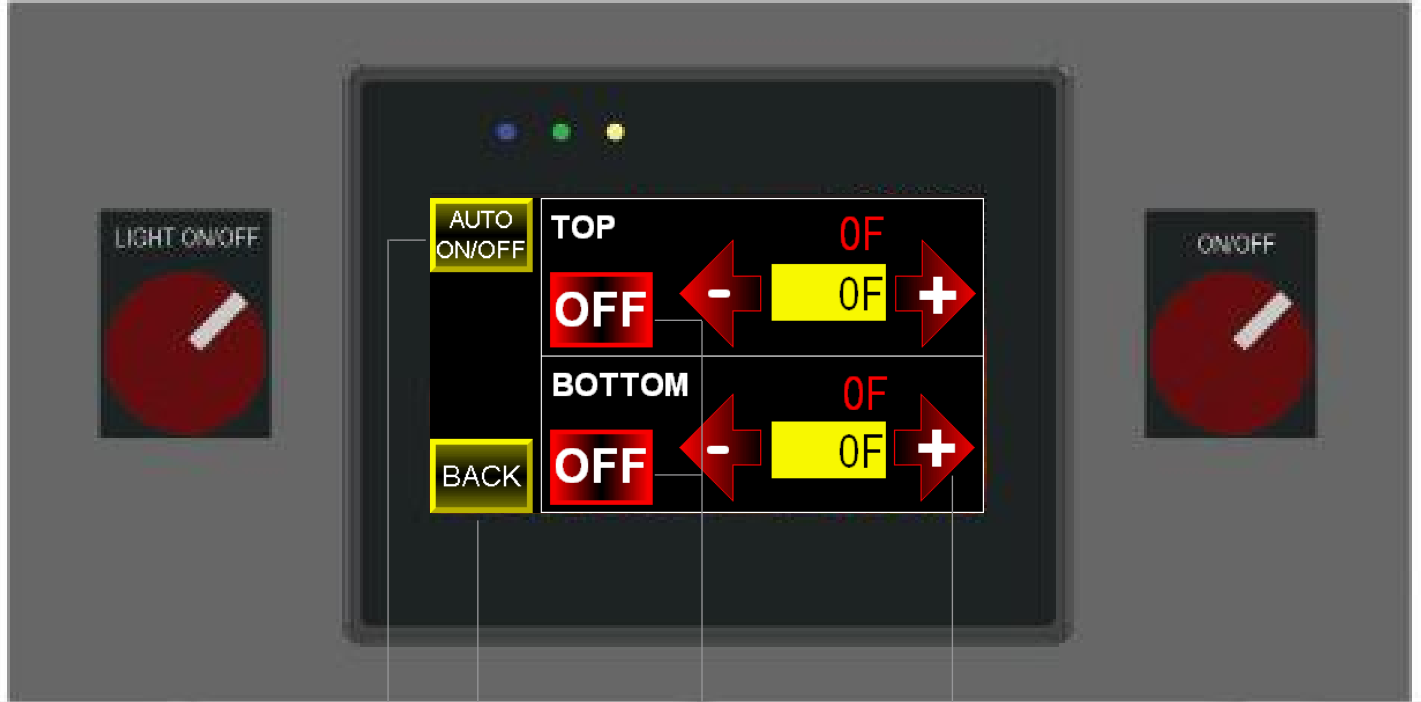 LIGHT ON/OFF
AUTO
ON/OFF
TOP
0F
OFF
-
0F
+
BOTTOM
0F
OFF
-
0F
+
BACK
ON/OFF